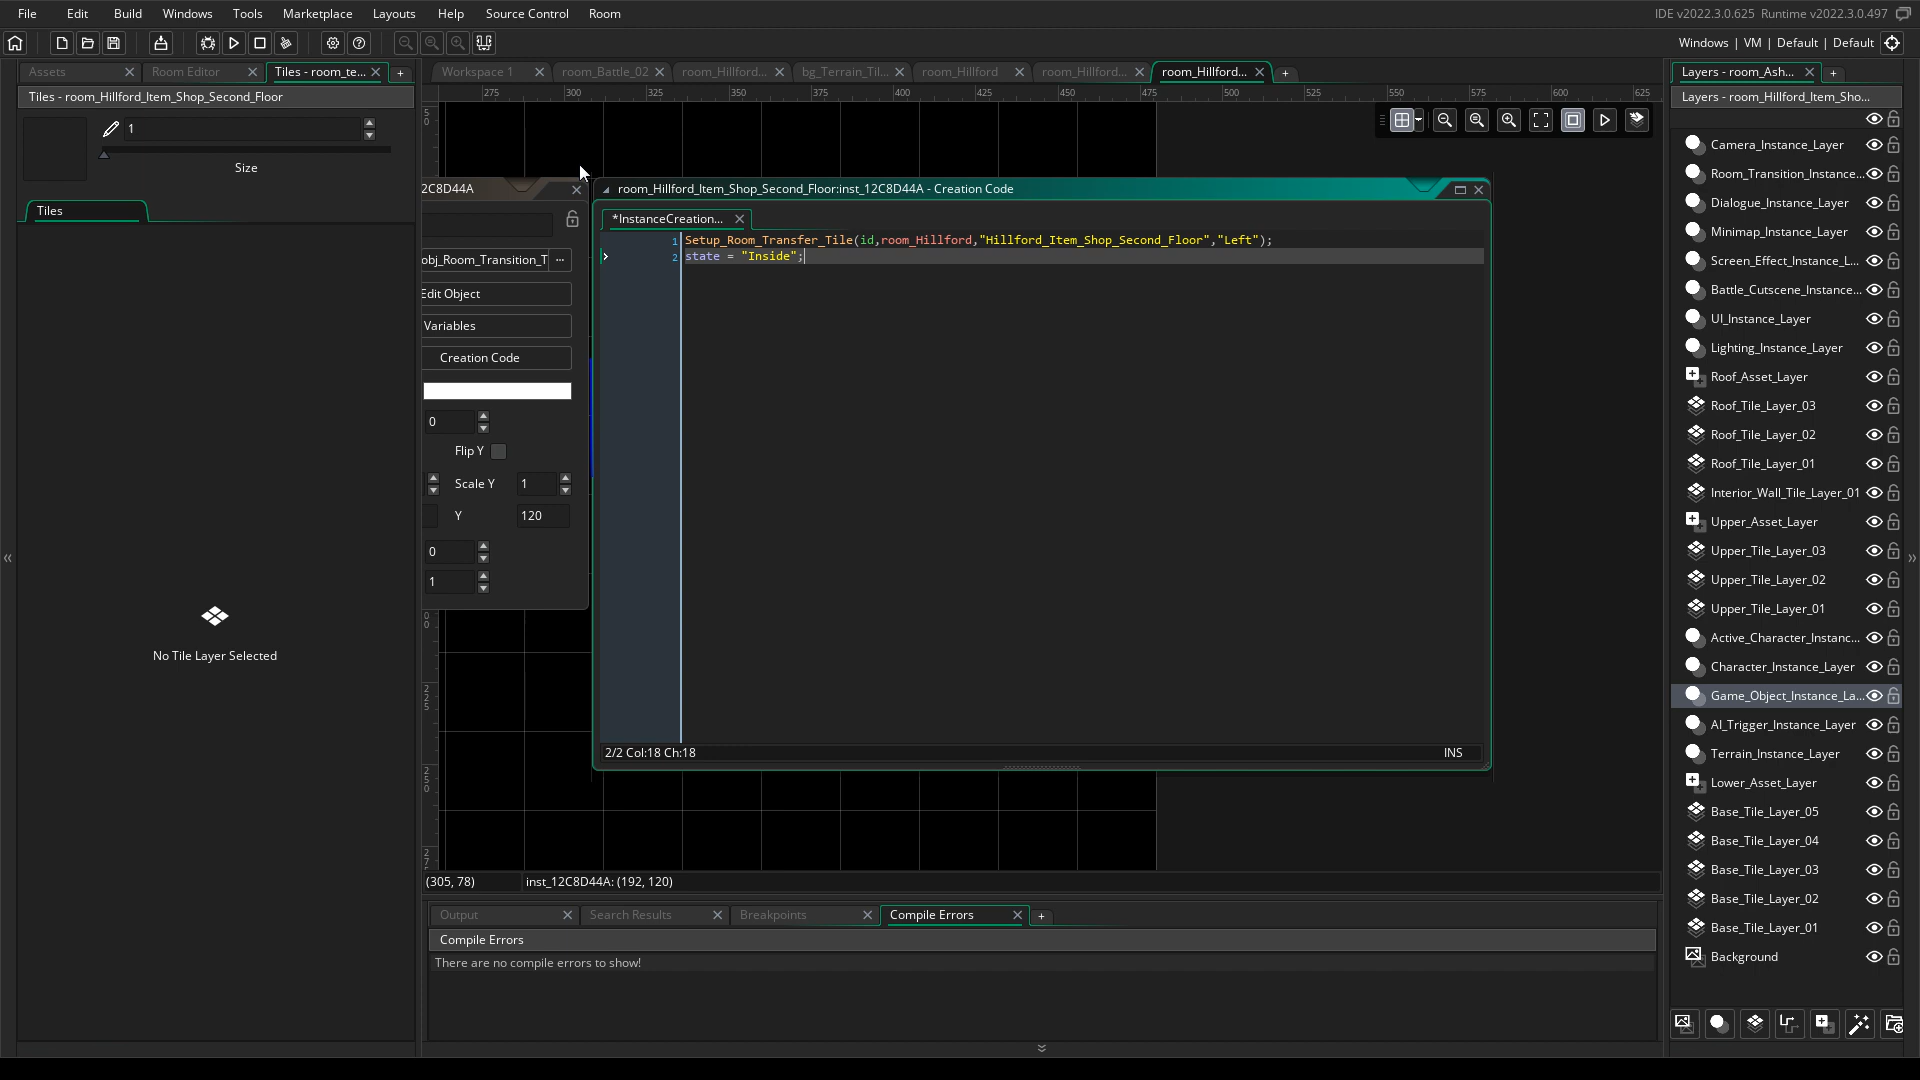 File Edit Build Windows Tools Marketplace Layouts Help Source Control Room
IDE v2022.3.0.625 Runtime v2022.3.0.497
Windows | VM | Default | Default
Assets
Room Editor
Tiles - room_te...
Workspace 1
room_Battle_02
room_Hillford...
bg_Terrain_Til...
room_Hillford
room_Hillford...
room_Hillford...
Layers - room_Ash...
Tiles - room_Hillford_Item_Shop_Second_Floor
275 300 325 350 375 400 425 450 475 500 525 550 575 600 625
Layers - room_Hillford_Item_Sho...
1
Size
Tiles
No Tile Layer Selected
2C8D44A
obj_Room_Transition_T
...
Edit Object
Variables
Creation Code
0
Flip Y
Scale Y 1
Y 120
0
1
room_Hillford_Item_Shop_Second_Floor:inst_12C8D44A - Creation Code
*InstanceCreation...
1 Setup_Room_Transfer_Tile(id,room_Hillford,"Hillford_Item_Shop_Second_Floor","Left");
2 state = "Inside";
2/2 Col:18 Ch:18
INS
50
00
225
250
27
(305, 78)
inst_12C8D44A: (192, 120)
Output
Search Results
Breakpoints
Compile Errors
Compile Errors
There are no compile errors to show!
Camera_Instance_Layer
Room_Transition_Instance...
Dialogue_Instance_Layer
Minimap_Instance_Layer
Screen_Effect_Instance_L...
Battle_Cutscene_Instance...
UI_Instance_Layer
Lighting_Instance_Layer
Roof_Asset_Layer
Roof_Tile_Layer_03
Roof_Tile_Layer_02
Roof_Tile_Layer_01
Interior_Wall_Tile_Layer_01
Upper_Asset_Layer
Upper_Tile_Layer_03
Upper_Tile_Layer_02
Upper_Tile_Layer_01
Active_Character_Instanc...
Character_Instance_Layer
Game_Object_Instance_La...
AI_Trigger_Instance_Layer
Terrain_Instance_Layer
Lower_Asset_Layer
Base_Tile_Layer_05
Base_Tile_Layer_04
Base_Tile_Layer_03
Base_Tile_Layer_02
Base_Tile_Layer_01
Background